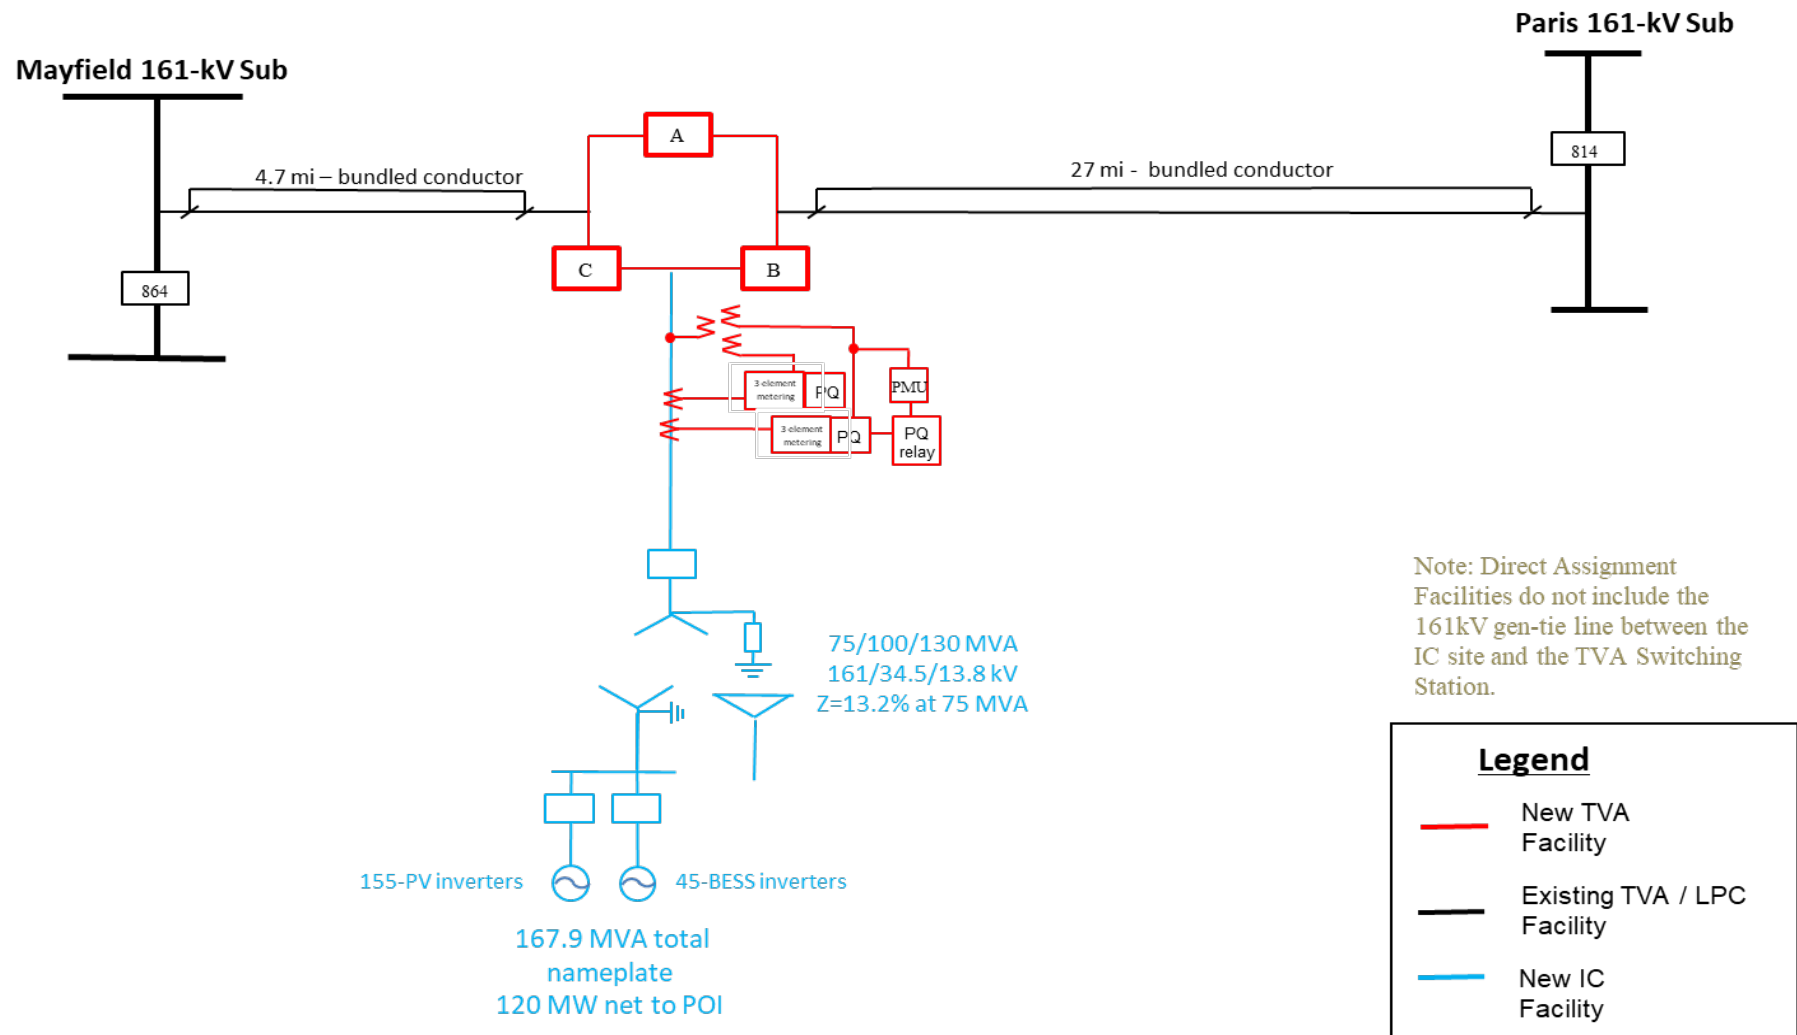 Paris 161-kV Sub
Mayfield 161-kV Sub
A
814
27 mi - bundled conductor
4.7 mi – bundled conductor
C
B
864
3 element
metering
PQ
PMU
3 element
metering
PQ
PQ
relay
Note: Direct Assignment
Facilities do not include the
161kV gen-tie line between the
IC site and the TVA Switching
Station.
75/100/130 MVA
161/34.5/13.8 kV
Z=13.2% at 75 MVA
Legend
New TVA
Facility
Existing TVA / LPC
Facility
New IC
Facility
155-PV inverters
45-BESS inverters
167.9 MVA total
nameplate
120 MW net to POI